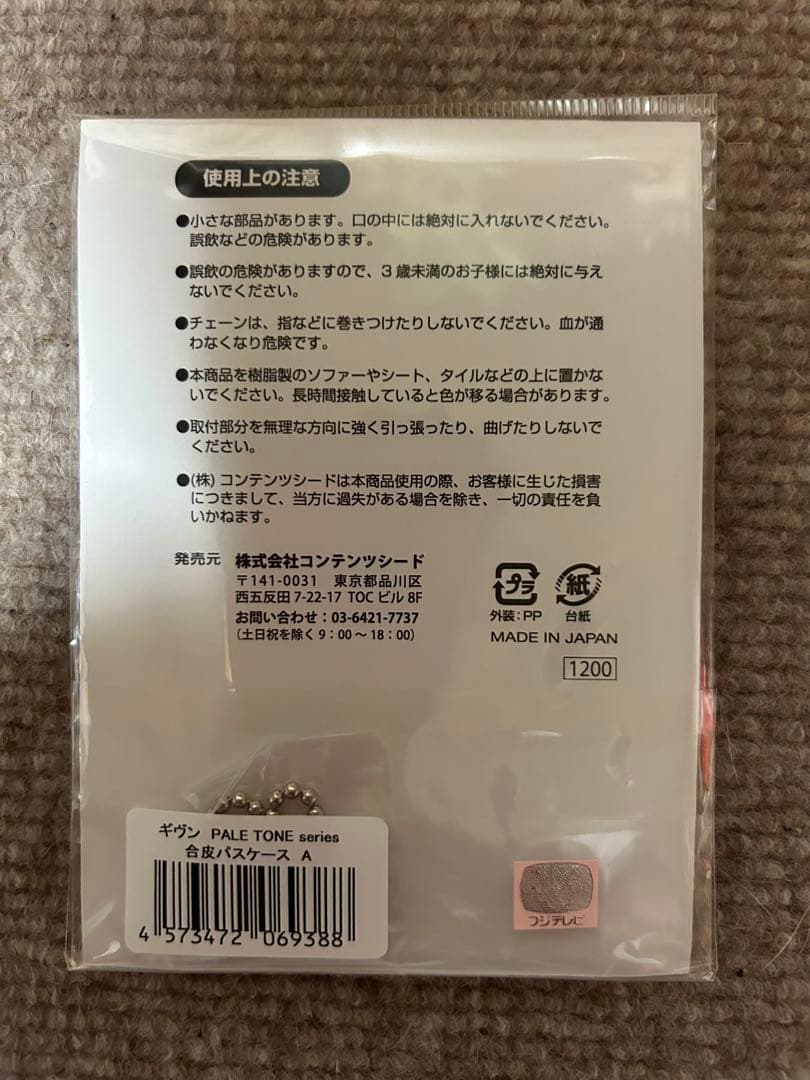 使用上の注意
●小さな部品があります。口の中には絶対に入れないでください。
誤飲などの危険があります。
●誤飲の危険がありますので、3歳未満のお子様には絶対に与え
ないでください。
●チェーンは、指などに巻きつけたりしないでください。血が通
わなくなり危険です。
●本商品を樹脂製のソファーやシート、タイルなどの上に置かな
いでください。長時間接触していると色が移る場合があります。
●取付部分を無理な方向に強く引っ張ったり、曲げたりしないで
ください。
●(株) コンテンツシードは本商品使用の際、お客様に生じた損害
につきまして、当方に過失がある場合を除き、一切の責任を負
いかねます。
発売元 株式会社コンテンツシード
〒141-0031 東京都品川区
西五反田 7-22-17 TOC ビル 8F
お問い合わせ：03-6421-7737
（土日祝を除く 9：00 〜 18：00）
プラ 紙
外装：PP 台紙
MADE IN JAPAN
1200
ギヴン PALE TONE series
合皮パスケース A
4 573472 069388
フジテレビ